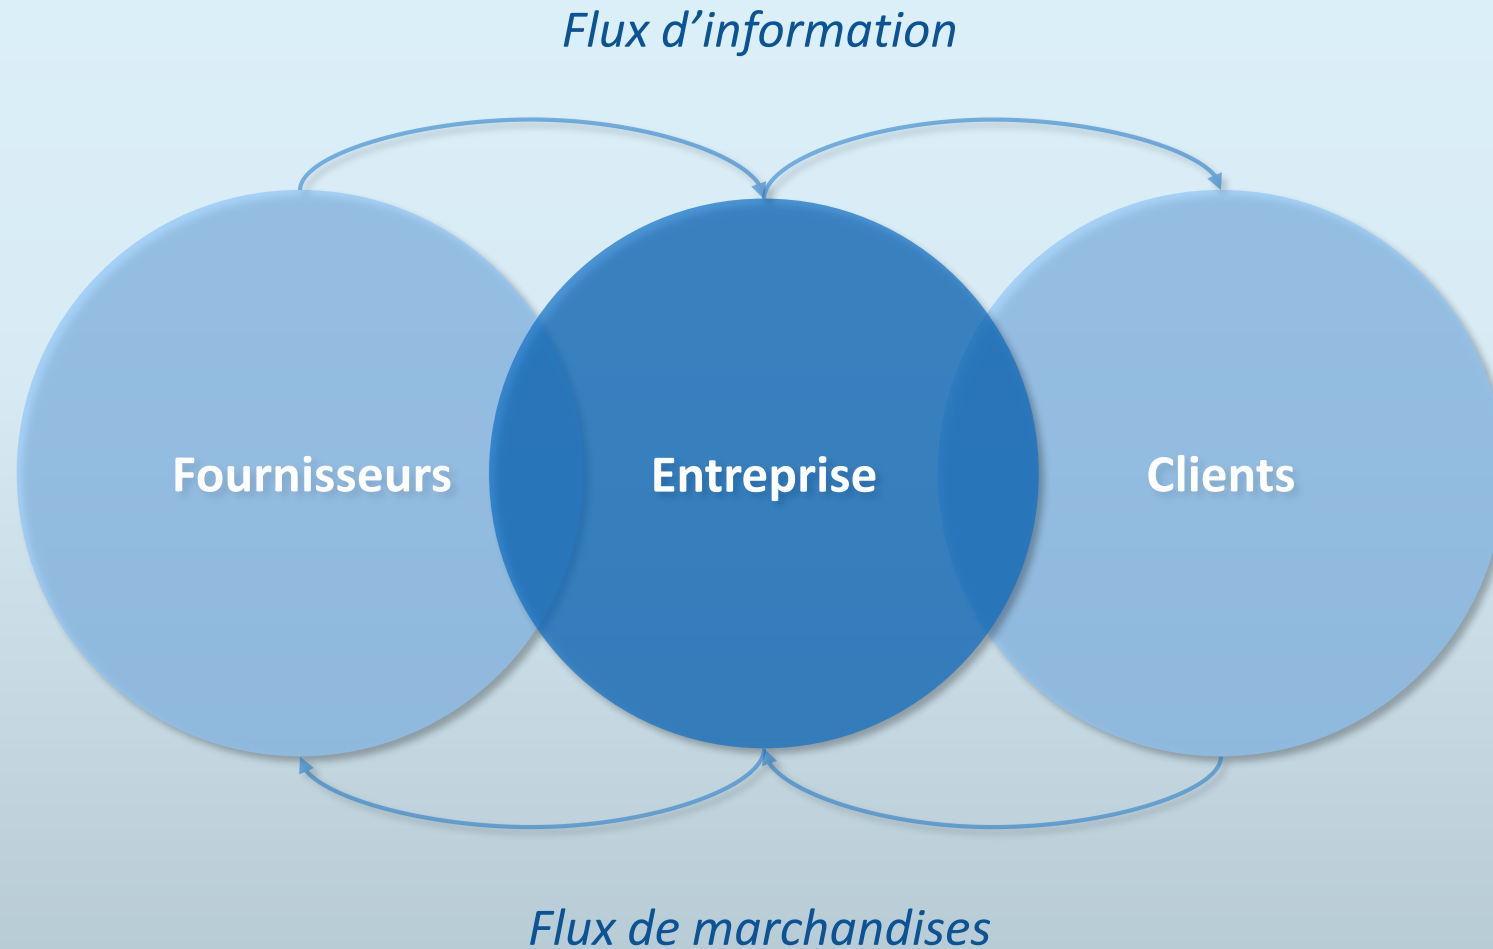 Flux d’information
Fournisseurs
Entreprise
Clients
Flux de marchandises